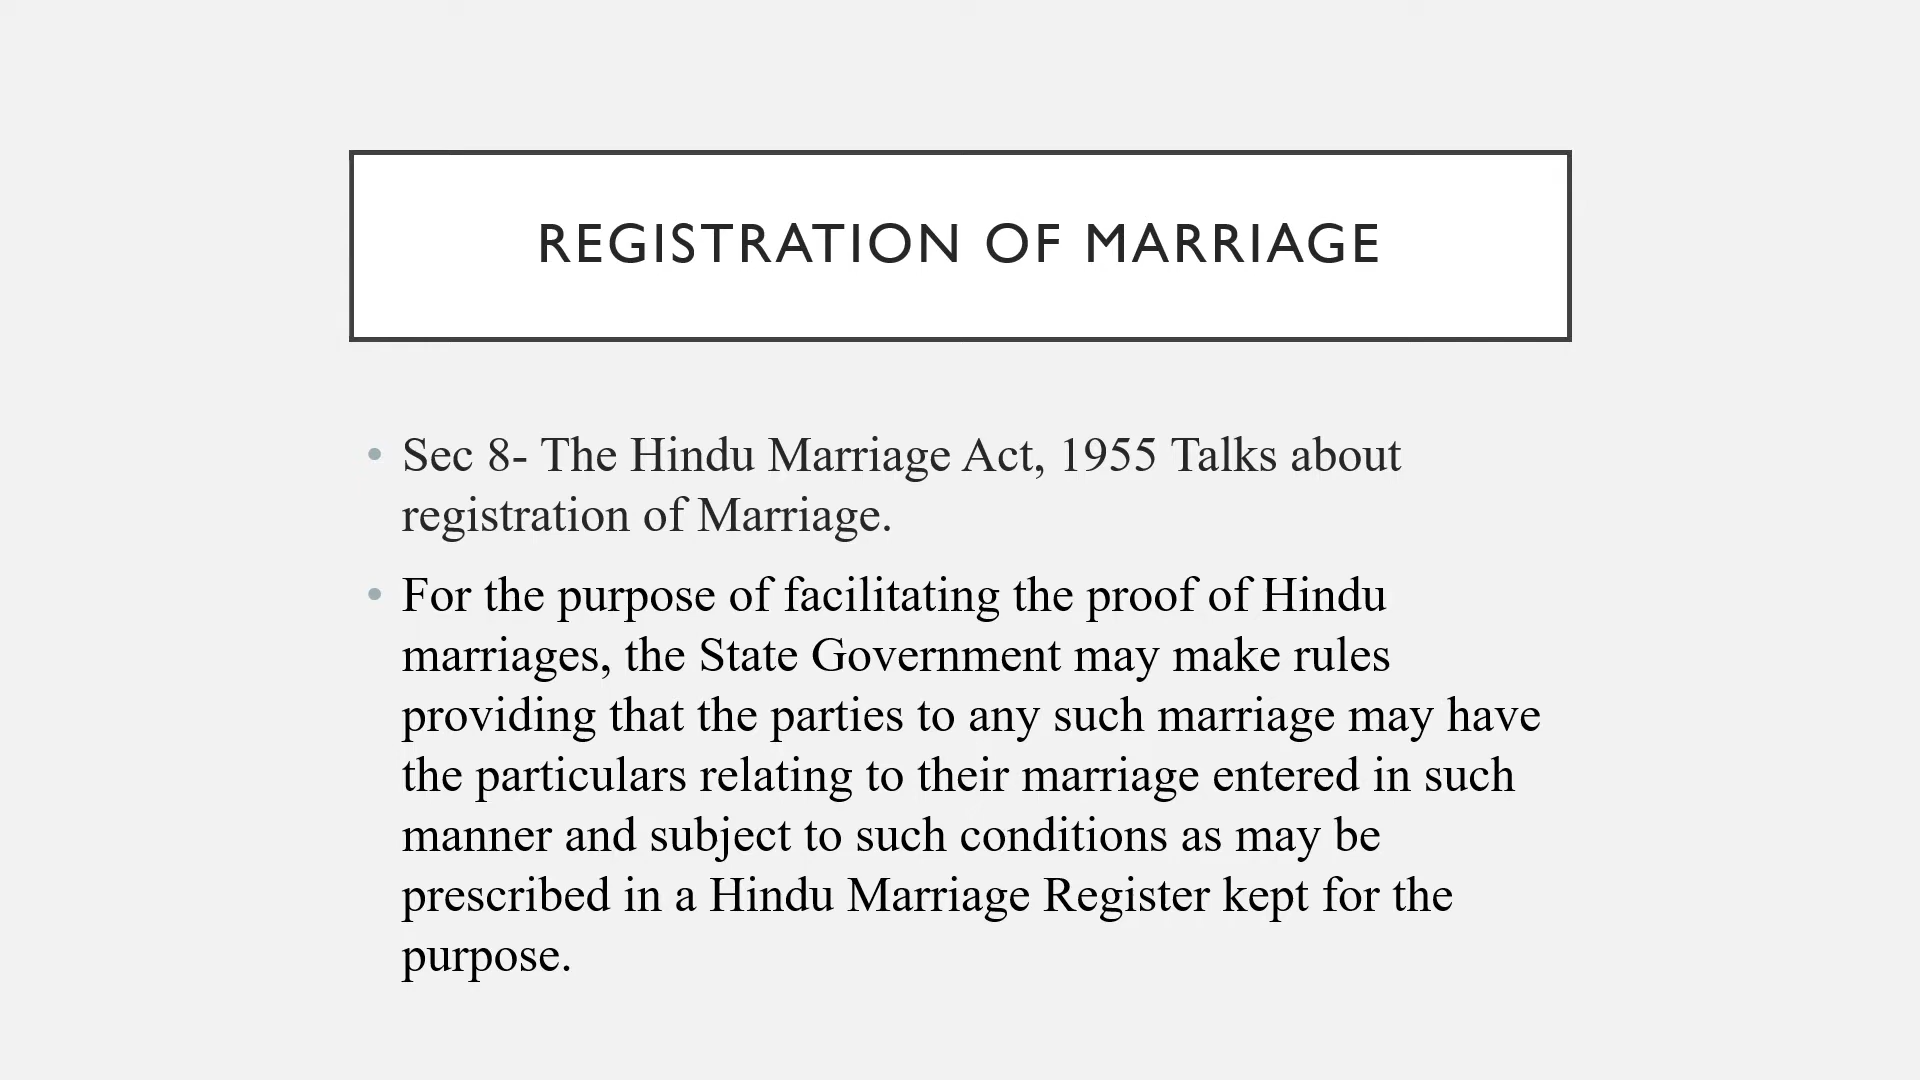 REGISTRATION OF MARRIAGE
• Sec 8- The Hindu Marriage Act, 1955 Talks about
registration of Marriage.
• For the purpose of facilitating the proof of Hindu
marriages, the State Government may make rules
providing that the parties to any such marriage may have
the particulars relating to their marriage entered in such
manner and subject to such conditions as may be
prescribed in a Hindu Marriage Register kept for the
purpose.